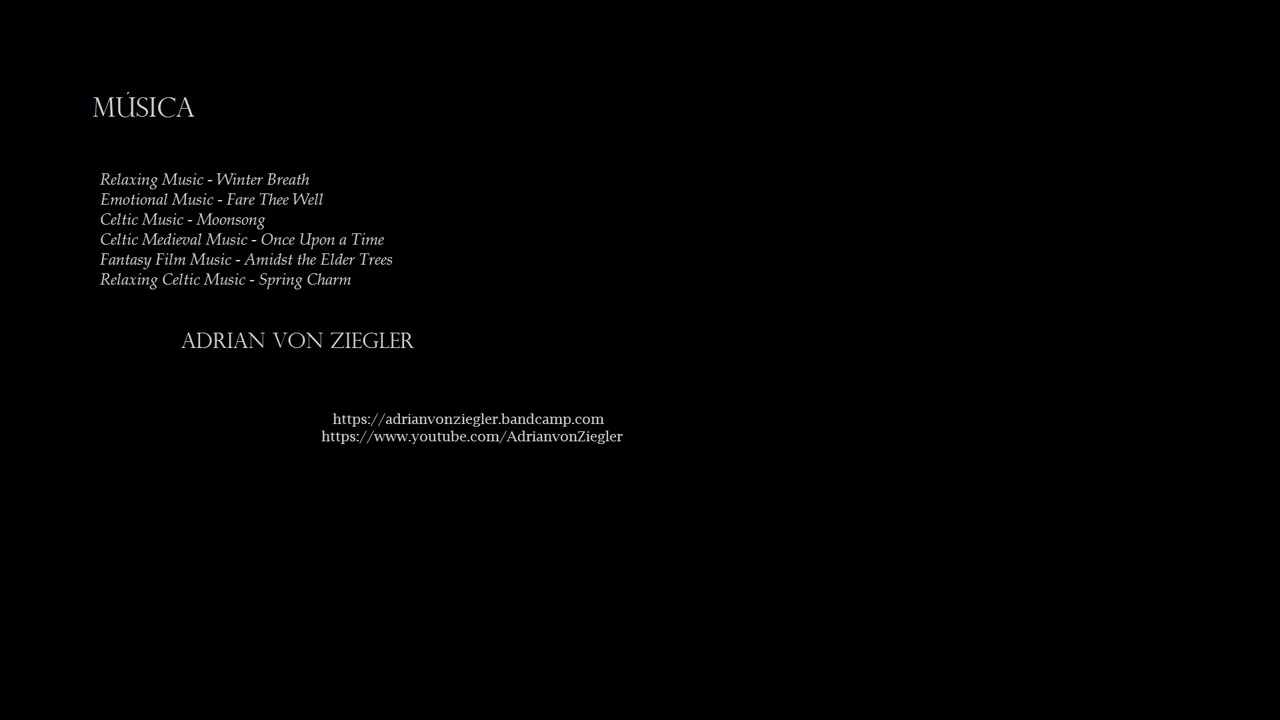 MÚSICA
Relaxing Music - Winter Breath
Emotional Music - Fare Thee Well
Celtic Music - Moonsong
Celtic Medieval Music - Once Upon a Time
Fantasy Film Music - Amidst the Elder Trees
Relaxing Celtic Music - Spring Charm
ADRIAN VON ZIEGLER
https://adrianvonziegler.bandcamp.com
https://www.youtube.com/AdrianvonZiegler